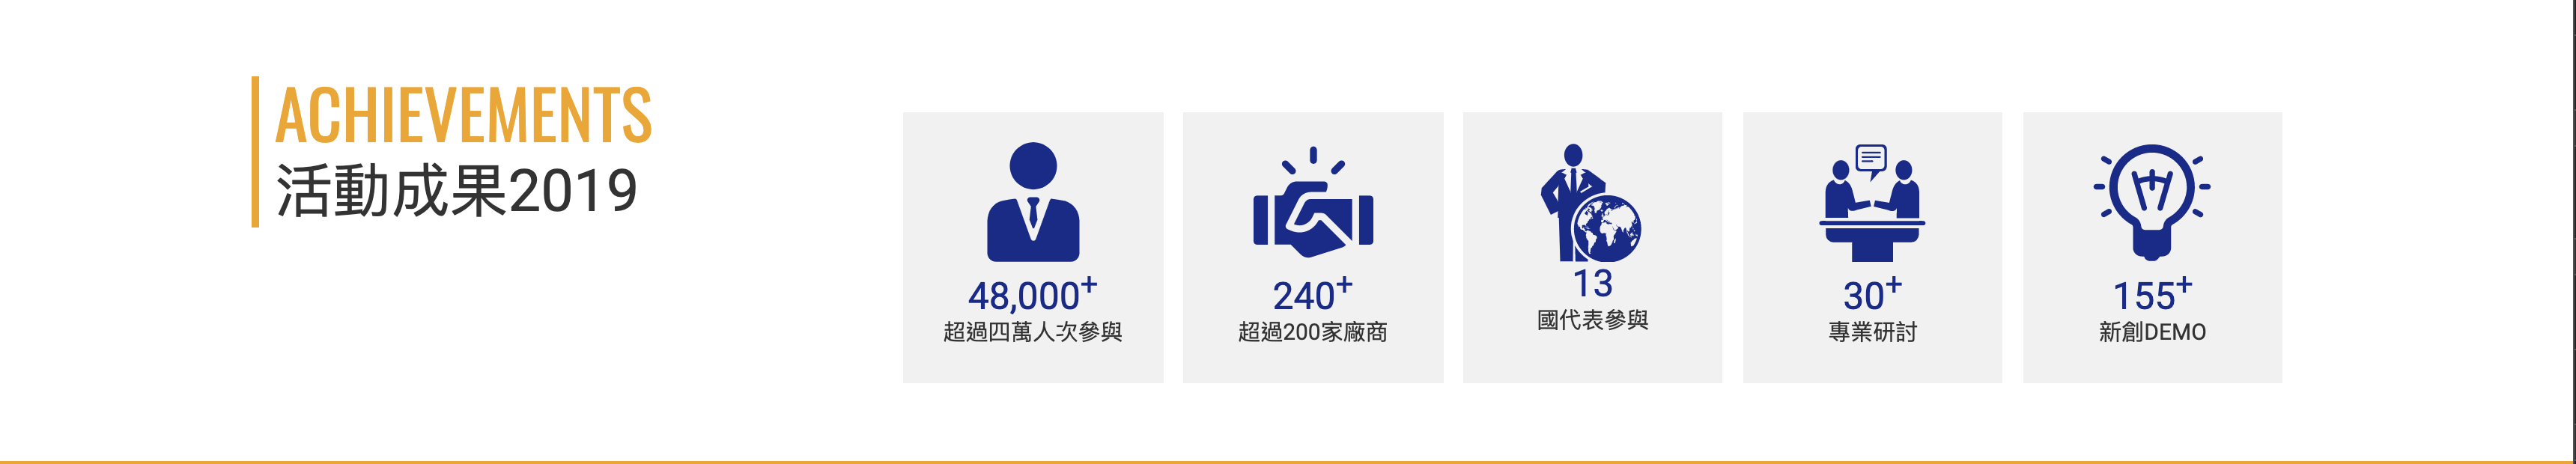 ACHIEVEMENTS
活動成果2019
48,000+
超過四萬人次參與
240+
超過200家廠商
13
國代表參與
30+
專業研討
155+
新創DEMO